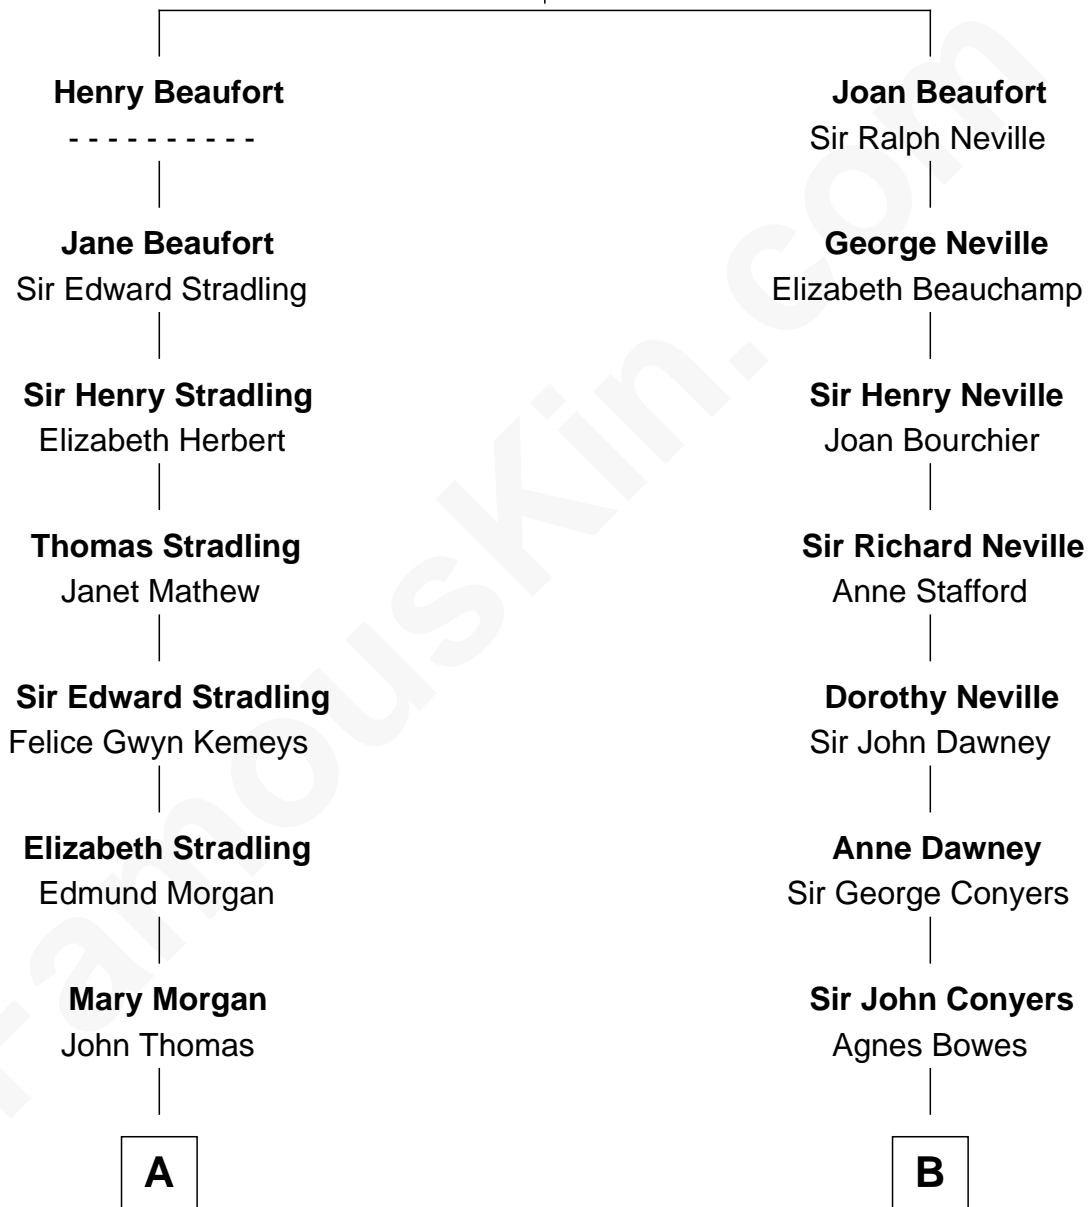 Henry Beaufort
- - - - - - - - - -
Jane Beaufort
Sir Edward Stradling
Sir Henry Stradling
Elizabeth Herbert
Thomas Stradling
Janet Mathew
Sir Edward Stradling
Felice Gwyn Kemeys
Elizabeth Stradling
Edmund Morgan
Mary Morgan
John Thomas
A
Joan Beaufort
Sir Ralph Neville
George Neville
Elizabeth Beauchamp
Sir Henry Neville
Joan Bourchier
Sir Richard Neville
Anne Stafford
Dorothy Neville
Sir John Dawney
Anne Dawney
Sir George Conyers
Sir John Conyers
Agnes Bowes
B
FamousKin.com